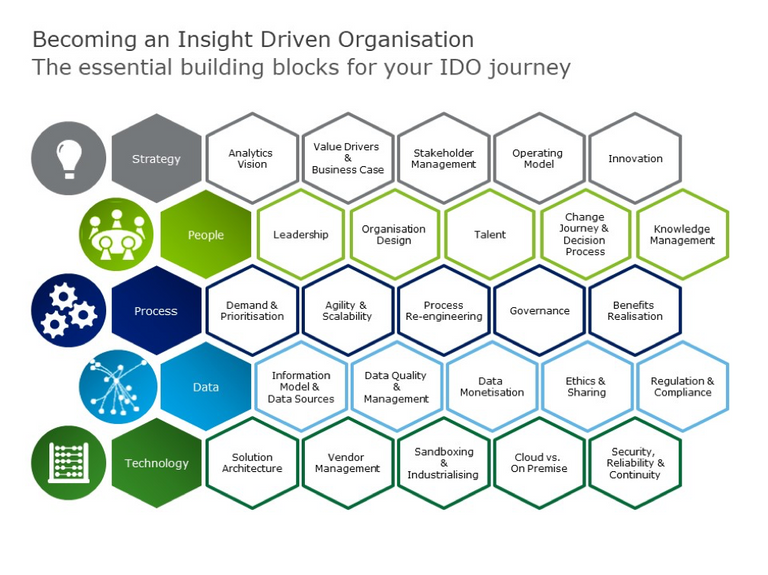 Becoming an Insight Driven Organisation
The essential building blocks for your IDO journey
Strategy
Analytics
Vision
Value Drivers
&
Business Case
Stakeholder
Management
Operating
Model
Innovation
People
Leadership
Organisation
Design
Talent
Change
Journey &
Decision
Process
Knowledge
Management
Process
Demand &
Prioritisation
Agility &
Scalability
Process
Re-engineering
Governance
Benefits
Realisation
Data
Information
Model &
Data Sources
Data Quality
&
Management
Data
Monetisation
Ethics &
Sharing
Regulation &
Compliance
Technology
Solution
Architecture
Vendor
Management
Sandboxing
&
Industrialising
Cloud vs.
On Premise
Security,
Reliability &
Continuity